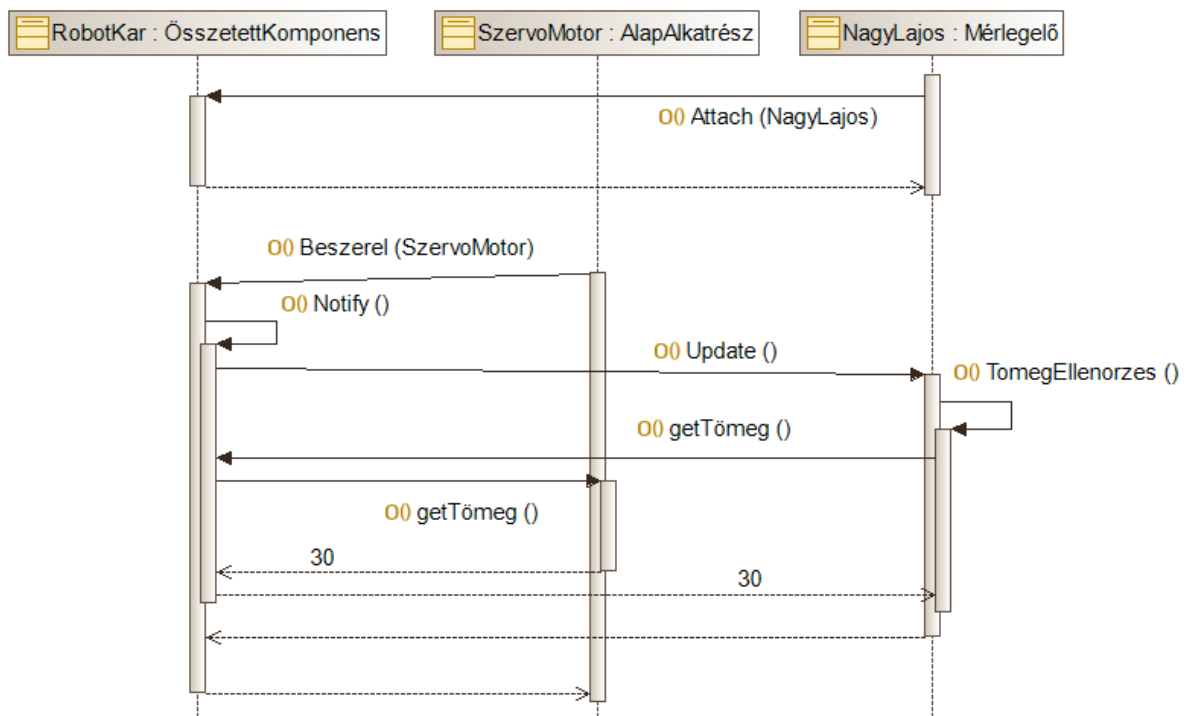 RobotKar : ÖsszetettKomponens
SzervoMotor : AlapAlkatrész
NagyLajos : Mérlegelő
O() Attach (NagyLajos)
O() Beszerel (SzervoMotor)
O() Notify ()
O() Update ()
O() TomegEllenorzes ()
O() getTömeg ()
O() getTömeg ()
30
30